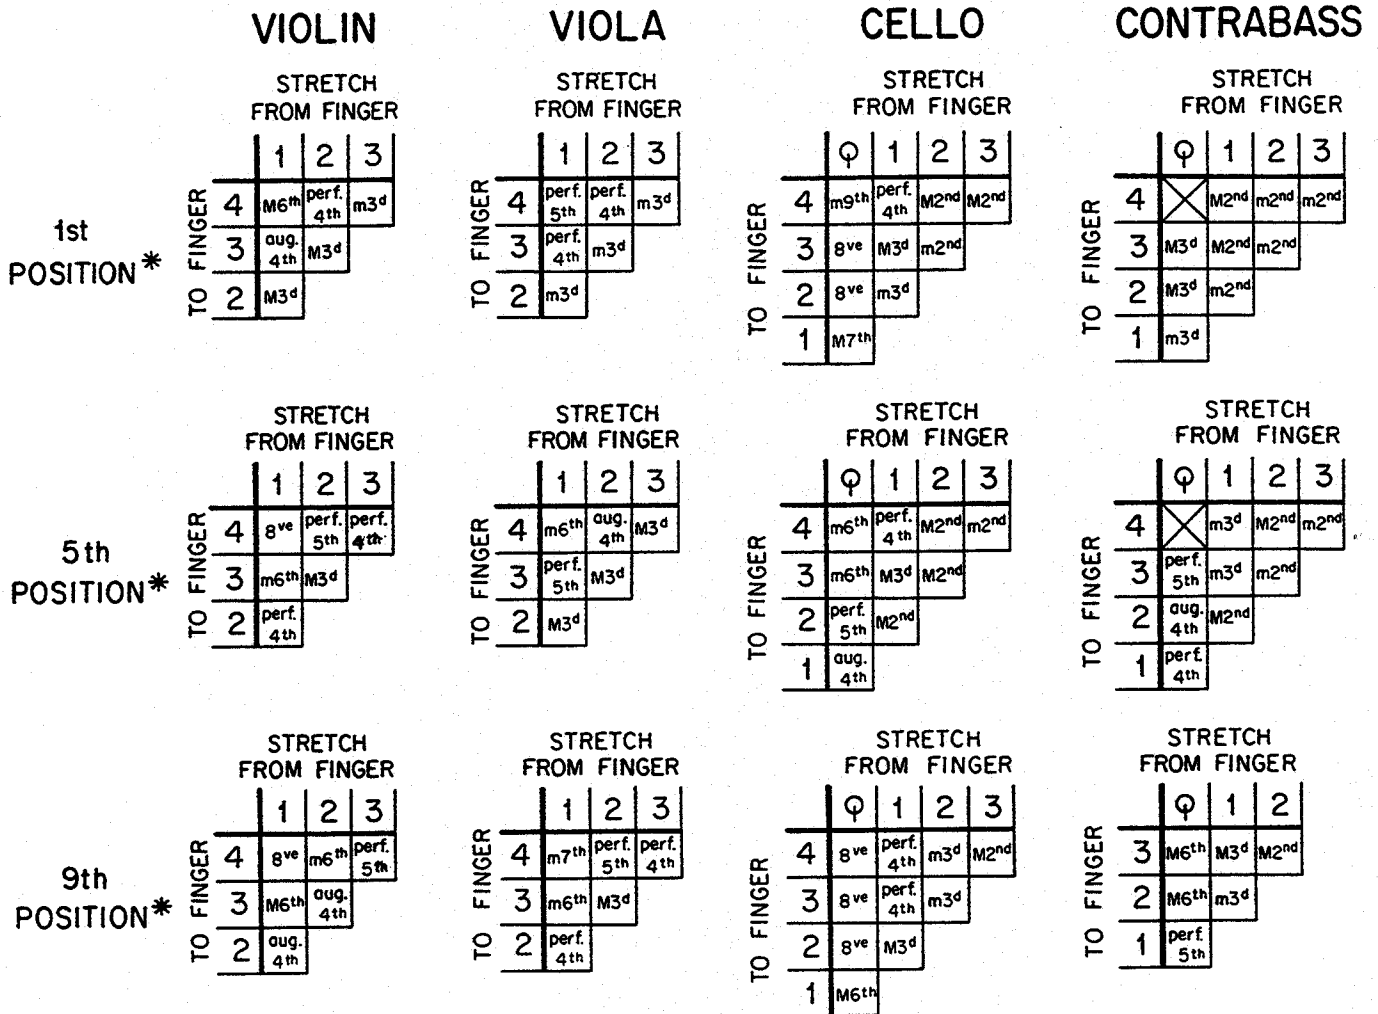 VIOLIN VIOLA CELLO CONTRABASS
1st
POSITION*
STRETCH
FROM FINGER
TO FINGER
1 2 3
4 M6th perf. 4th m3d
3 aug. 4th M3d
2 M3d
STRETCH
FROM FINGER
TO FINGER
1 2 3
4 perf. 5th perf. 4th m3d
3 perf. 4th m3d
2 m3d
STRETCH
FROM FINGER
TO FINGER
1 2 3
4 m9th perf. 4th M2nd M2nd
3 8ve M3d m2nd
2 8ve m3d
1 M7th
STRETCH
FROM FINGER
TO FINGER
1 2 3
4 M2nd m2nd m2nd
3 M3d M2nd m2nd
2 M3d m2nd
1 m3d
5th
POSITION*
STRETCH
FROM FINGER
TO FINGER
1 2 3
4 8ve perf. 5th perf. 4th
3 m6th M3d
2 perf. 4th
STRETCH
FROM FINGER
TO FINGER
1 2 3
4 m6th aug. 4th M3d
3 perf. 5th M3d
2 M3d
STRETCH
FROM FINGER
TO FINGER
1 2 3
4 m6th perf. 4th M2nd m2nd
3 m6th M3d M2nd
2 perf. 5th M2nd
1 aug. 4th
STRETCH
FROM FINGER
TO FINGER
1 2 3
4 m3d M2nd m2nd
3 perf. 5th m3d m2nd
2 aug. 4th M2nd
1 perf. 4th
9th
POSITION*
STRETCH
FROM FINGER
TO FINGER
1 2 3
4 8ve m6th perf. 5th
3 M6th aug. 4th
2 aug. 4th
STRETCH
FROM FINGER
TO FINGER
1 2 3
4 m7th perf. 5th perf. 4th
3 m6th M3d
2 perf. 4th
STRETCH
FROM FINGER
TO FINGER
1 2 3
4 8ve perf. 4th m3d M2nd
3 8ve perf. 4th m3d
2 8ve M3d
1 M6th
STRETCH
FROM FINGER
TO FINGER
1 2
3 M6th M3d M2nd
2 M6th m3d
1 perf. 5th